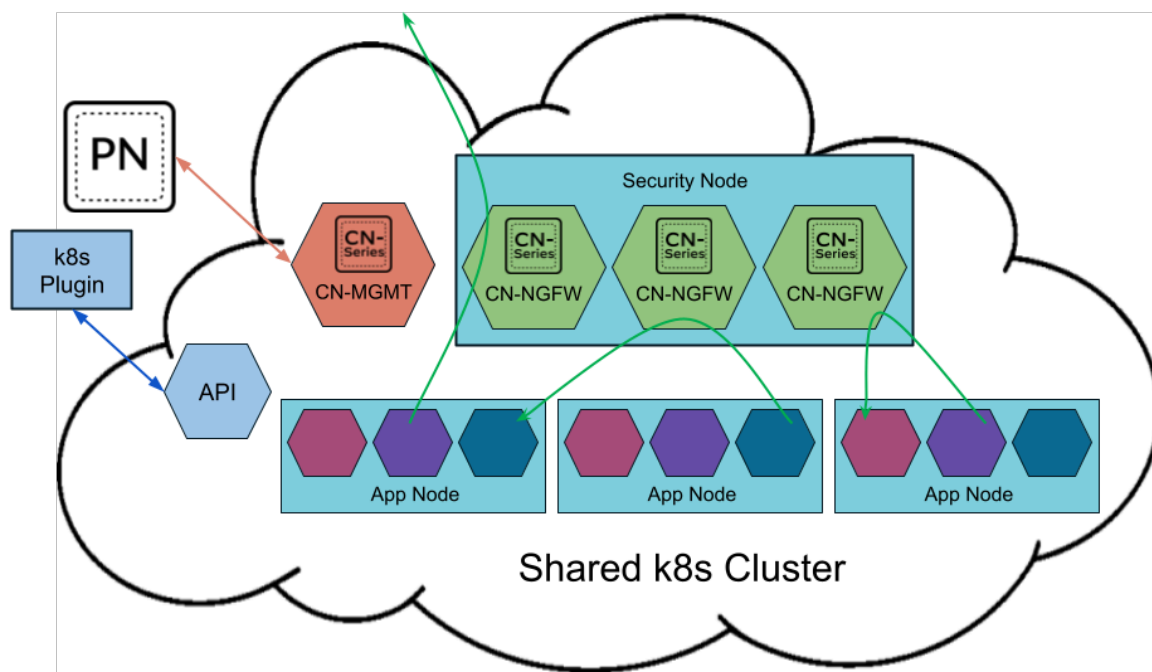 PN
k8s
Plugin
API
CN-
Series
CN-MGMT
Security Node
CN-
Series
CN-NGFW
CN-
Series
CN-NGFW
CN-
Series
CN-NGFW
App Node
App Node
App Node
Shared k8s Cluster